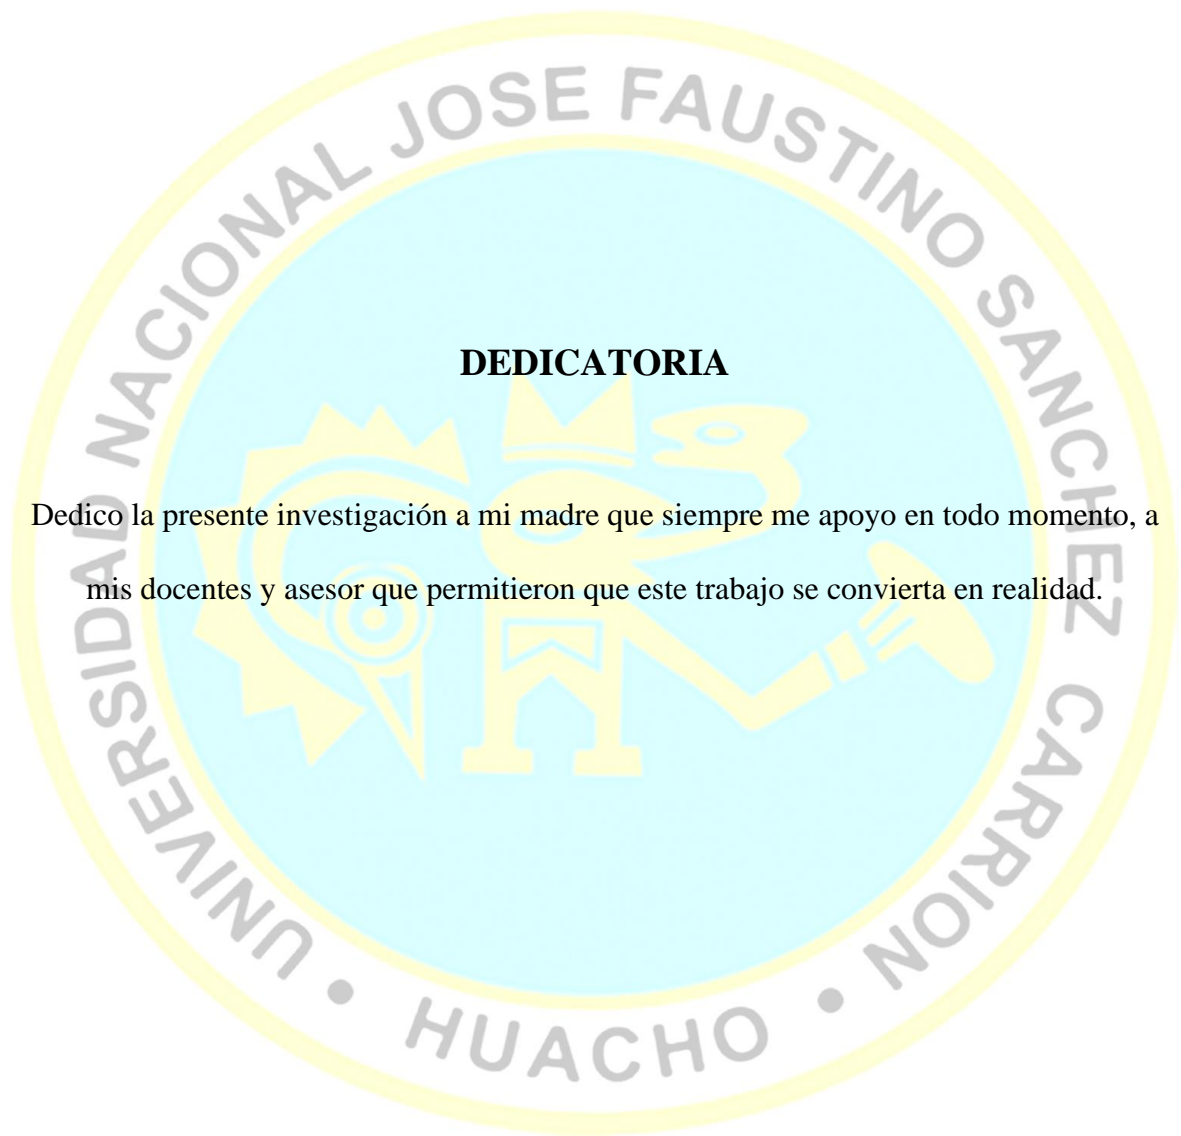 UNIVERSIDAD NACIONAL JOSE FAUSTINO SANCHEZ CARRION
• HUACHO •
DEDICATORIA
Dedico la presente investigación a mi madre que siempre me apoyo en todo momento, a
mis docentes y asesor que permitieron que este trabajo se convierta en realidad.